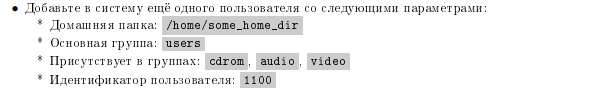 • Добавьте в систему ещё одного пользователя со следующими параметрами:
* Домашняя папка: /home/some_home_dir
* Основная группа: users
* Присутствует в группах: cdrom, audio, video
* Идентификатор пользователя: 1100